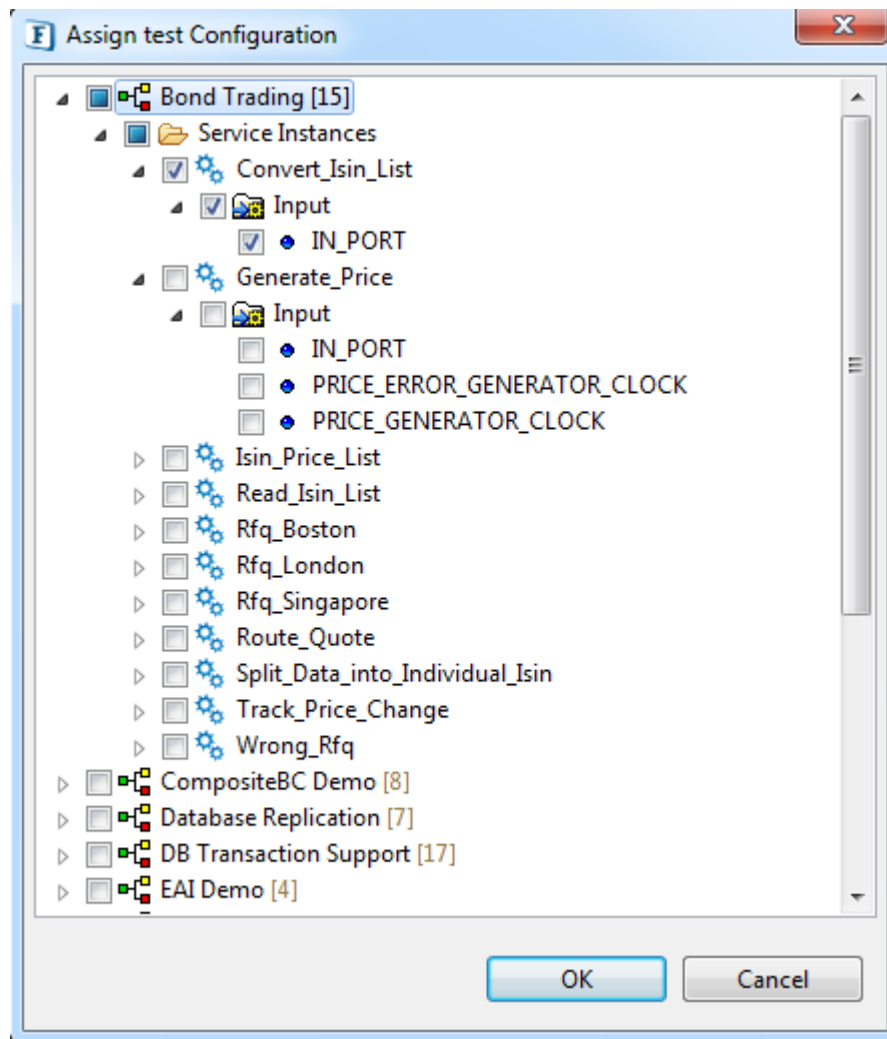 F Assign test Configuration
Bond Trading [15]
Service Instances
Convert_Isin_List
Input
IN_PORT
Generate_Price
Input
IN_PORT
PRICE_ERROR_GENERATOR_CLOCK
PRICE_GENERATOR_CLOCK
Isin_Price_List
Read_Isin_List
Rfq_Boston
Rfq_London
Rfq_Singapore
Route_Quote
Split_Data_into_Individual_Isin
Track_Price_Change
Wrong_Rfq
CompositeBC Demo [8]
Database Replication [7]
DB Transaction Support [17]
EAI Demo [4]
OK Cancel